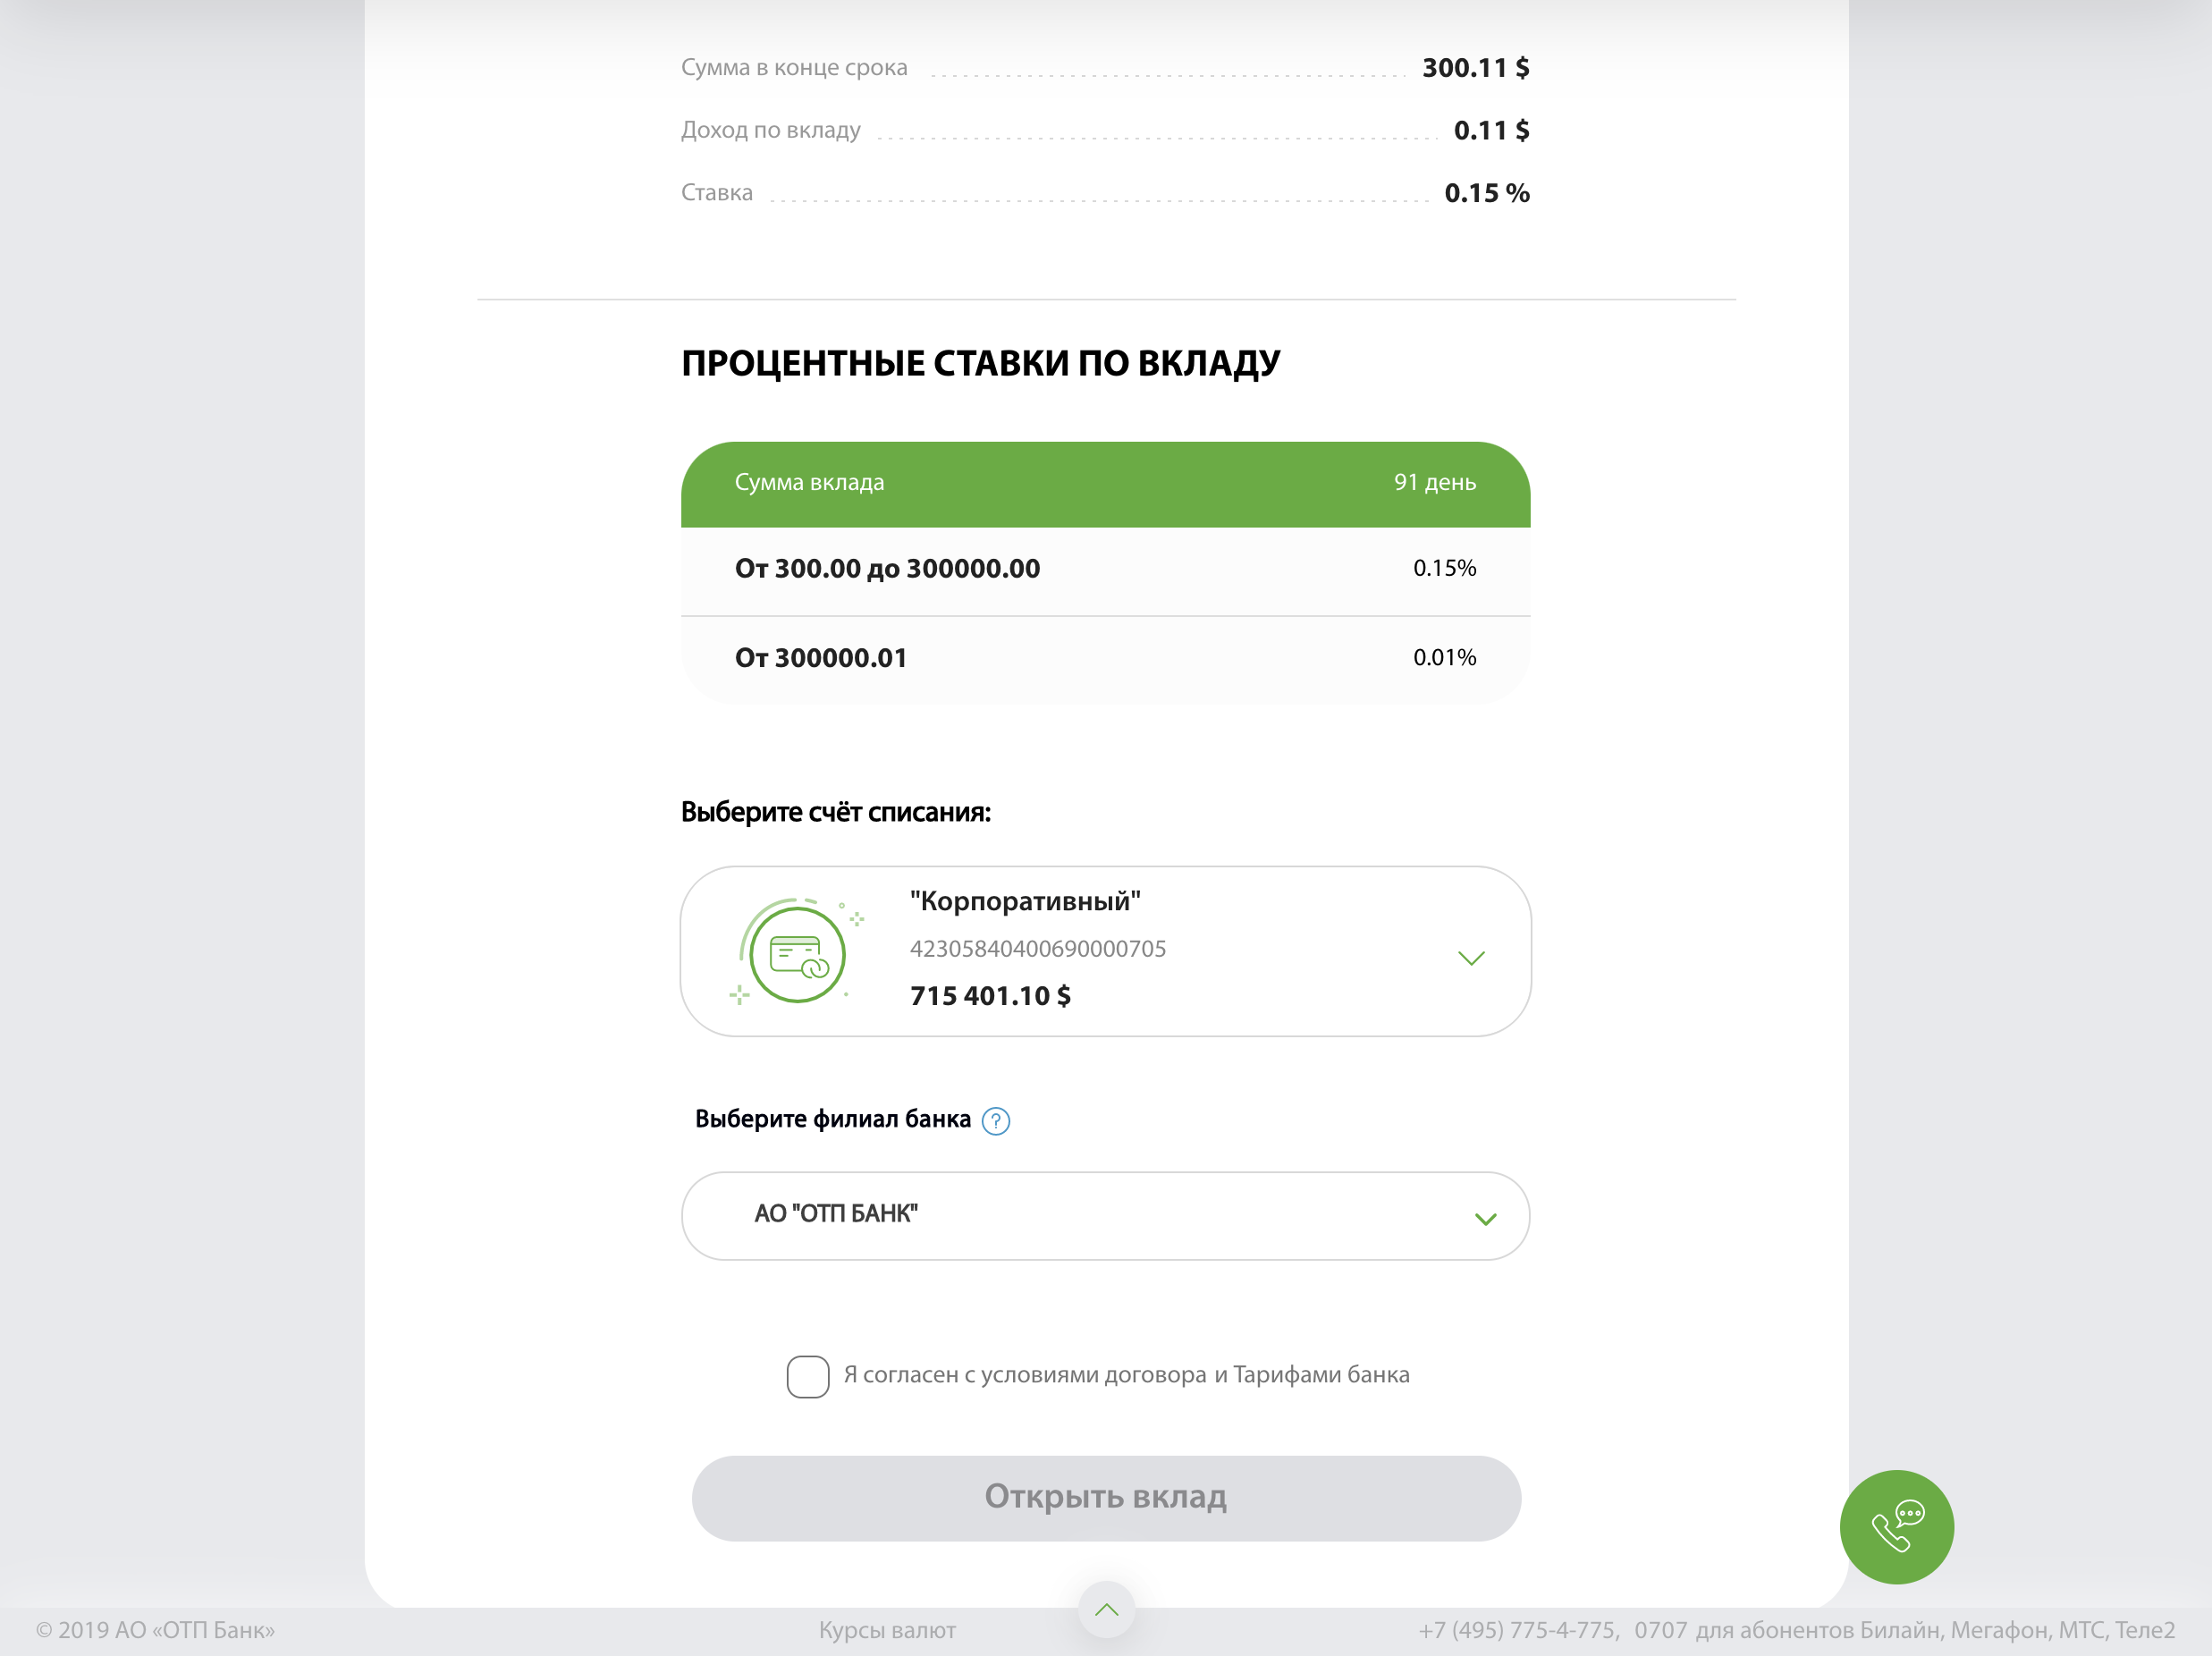 Сумма в конце срока 300.11 $
Доход по вкладу 0.11 $
Ставка 0.15 %
ПРОЦЕНТНЫЕ СТАВКИ ПО ВКЛАДУ
Сумма вклада 91 день
От 300.00 до 300000.00 0.15%
От 300000.01 0.01%
Выберите счёт списания:
"Корпоративный"
42305840400690000705
715 401.10 $
Выберите филиал банка ?
АО "ОТП БАНК"
Я согласен с условиями договора и Тарифами банка
Открыть вклад
© 2019 АО «ОТП Банк» Курсы валют +7 (495) 775-4-775, 0707 для абонентов Билайн, Мегафон, МТС, Теле2